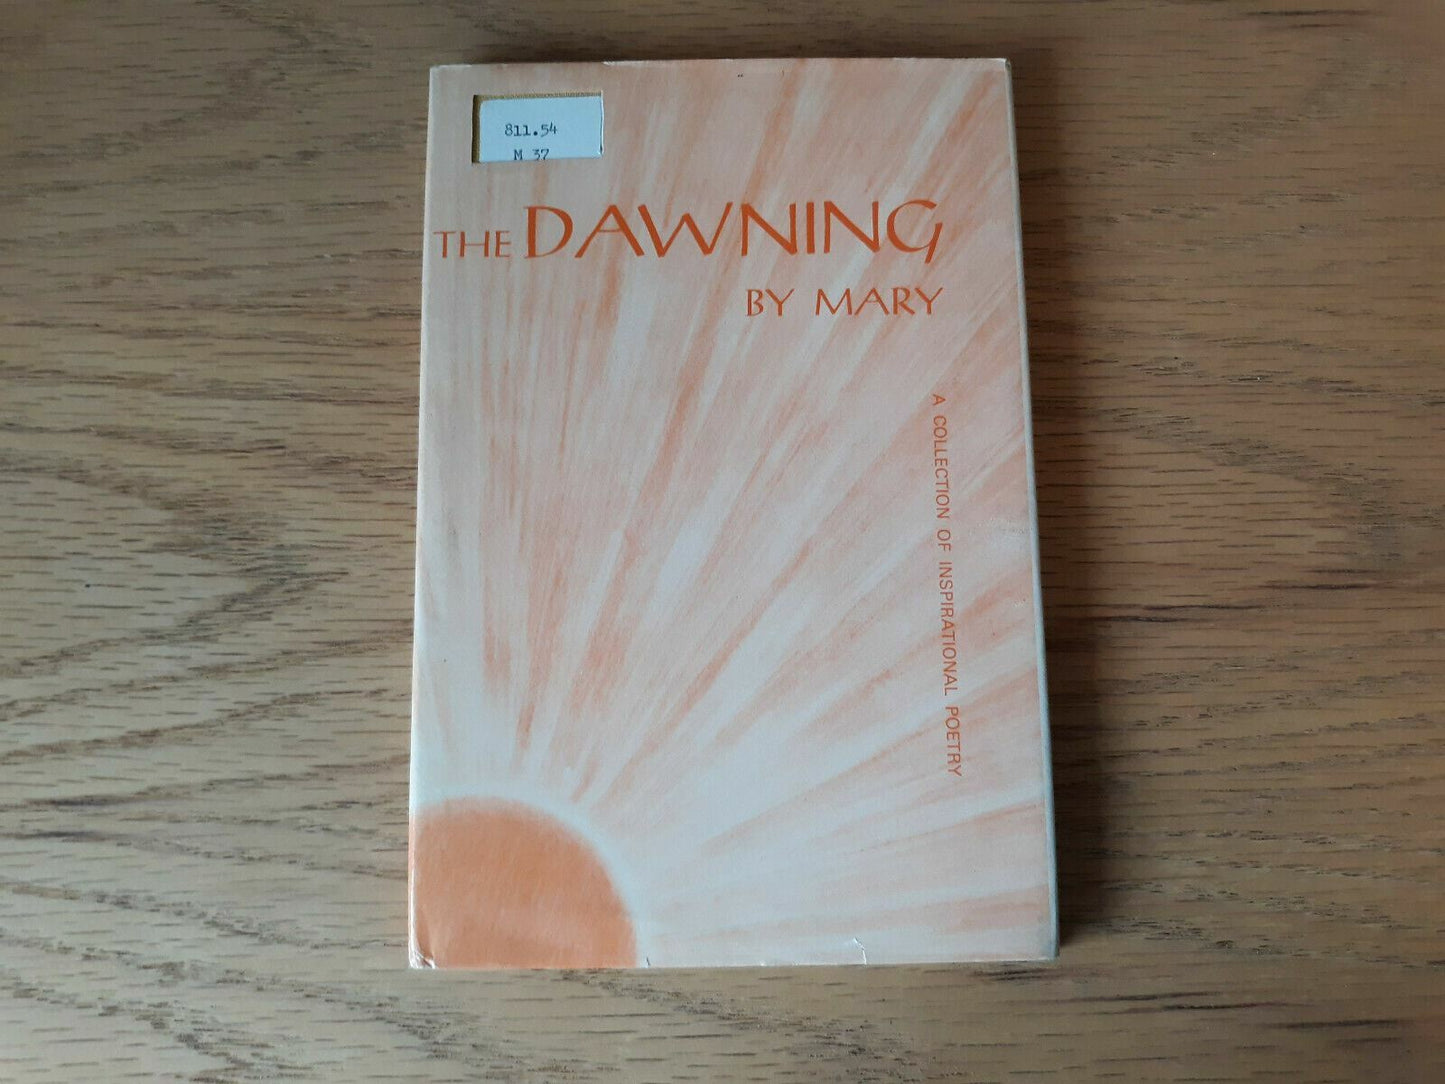 811.54
M 37
THE DAWNING
BY MARY
A COLLECTION OF INSPIRATIONAL POETRY